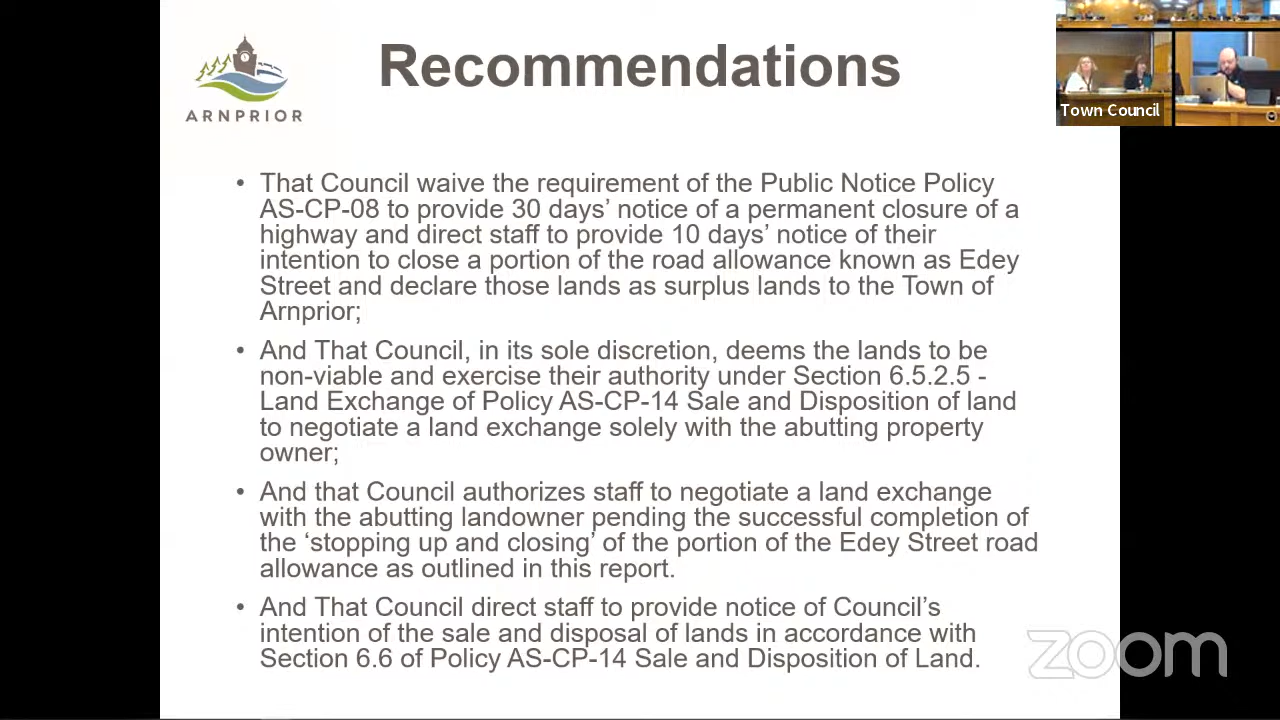 Recommendations
ARNPRIOR
Town Council
• That Council waive the requirement of the Public Notice Policy
AS-CP-08 to provide 30 days’ notice of a permanent closure of a
highway and direct staff to provide 10 days’ notice of their
intention to close a portion of the road allowance known as Edey
Street and declare those lands as surplus lands to the Town of
Arnprior;
• And That Council, in its sole discretion, deems the lands to be
non-viable and exercise their authority under Section 6.5.2.5 -
Land Exchange of Policy AS-CP-14 Sale and Disposition of land
to negotiate a land exchange solely with the abutting property
owner;
• And that Council authorizes staff to negotiate a land exchange
with the abutting landowner pending the successful completion of
the ‘stopping up and closing’ of the portion of the Edey Street road
allowance as outlined in this report.
• And That Council direct staff to provide notice of Council’s
intention of the sale and disposal of lands in accordance with
Section 6.6 of Policy AS-CP-14 Sale and Disposition of Land.
zoom